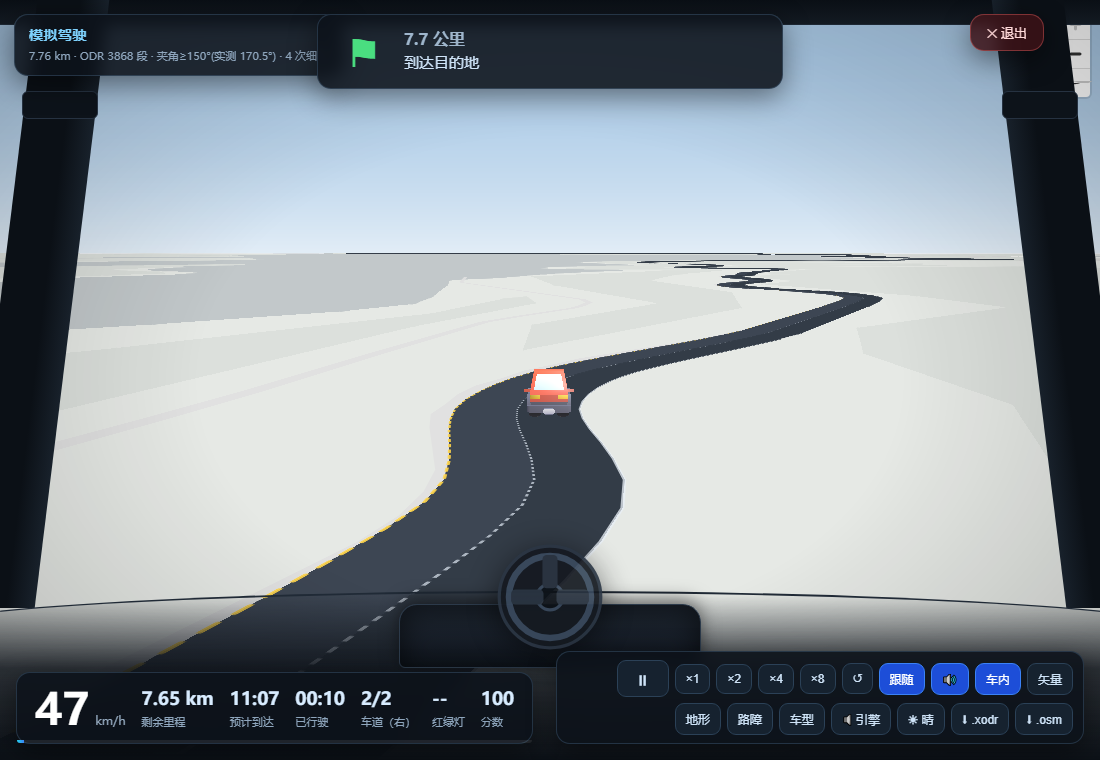 模拟驾驶
7.76 km · ODR 3868 段 · 夹角≥150°(实测 170.5°) · 4 次细
7.7 公里
到达目的地
退出
47 km/h
7.65 km
剩余里程
11:07
预计到达
00:10
已行驶
2/2
车道（右）
--
红绿灯
100
分数
×1
×2
×4
×8
↺
跟随
车内
矢量
地形
路障
车型
引擎
☀ 晴
⬇ .xodr
⬇ .osm